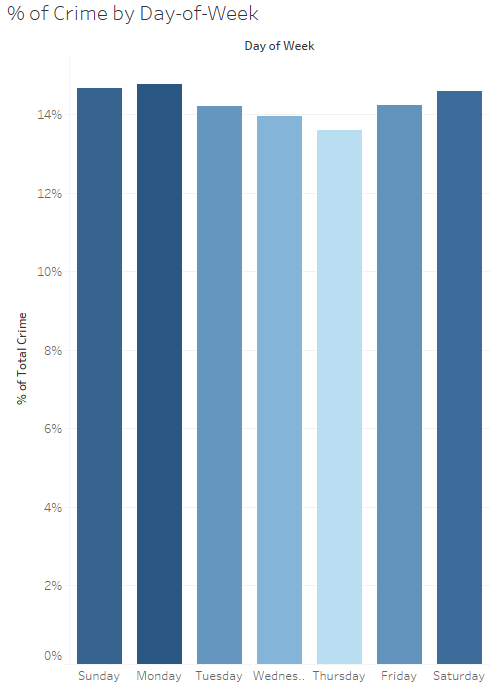 % of Crime by Day-of-Week
Day of Week
% of Total Crime
14%
12%
10%
8%
6%
4%
2%
0%
Sunday Monday Tuesday Wednes.. Thursday Friday Saturday